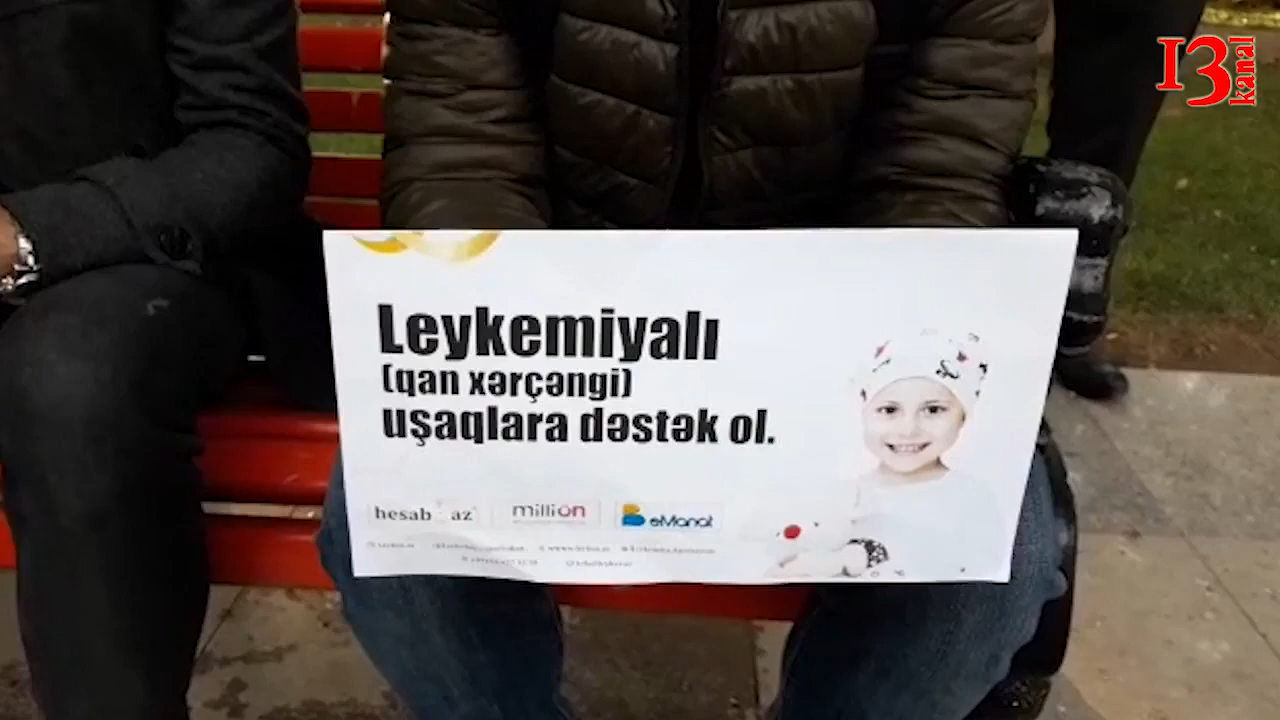 13 kanal
Leykemiyalı
(qan xərçəngi)
uşaqlara dəstək ol.
hesab az
million
eManat